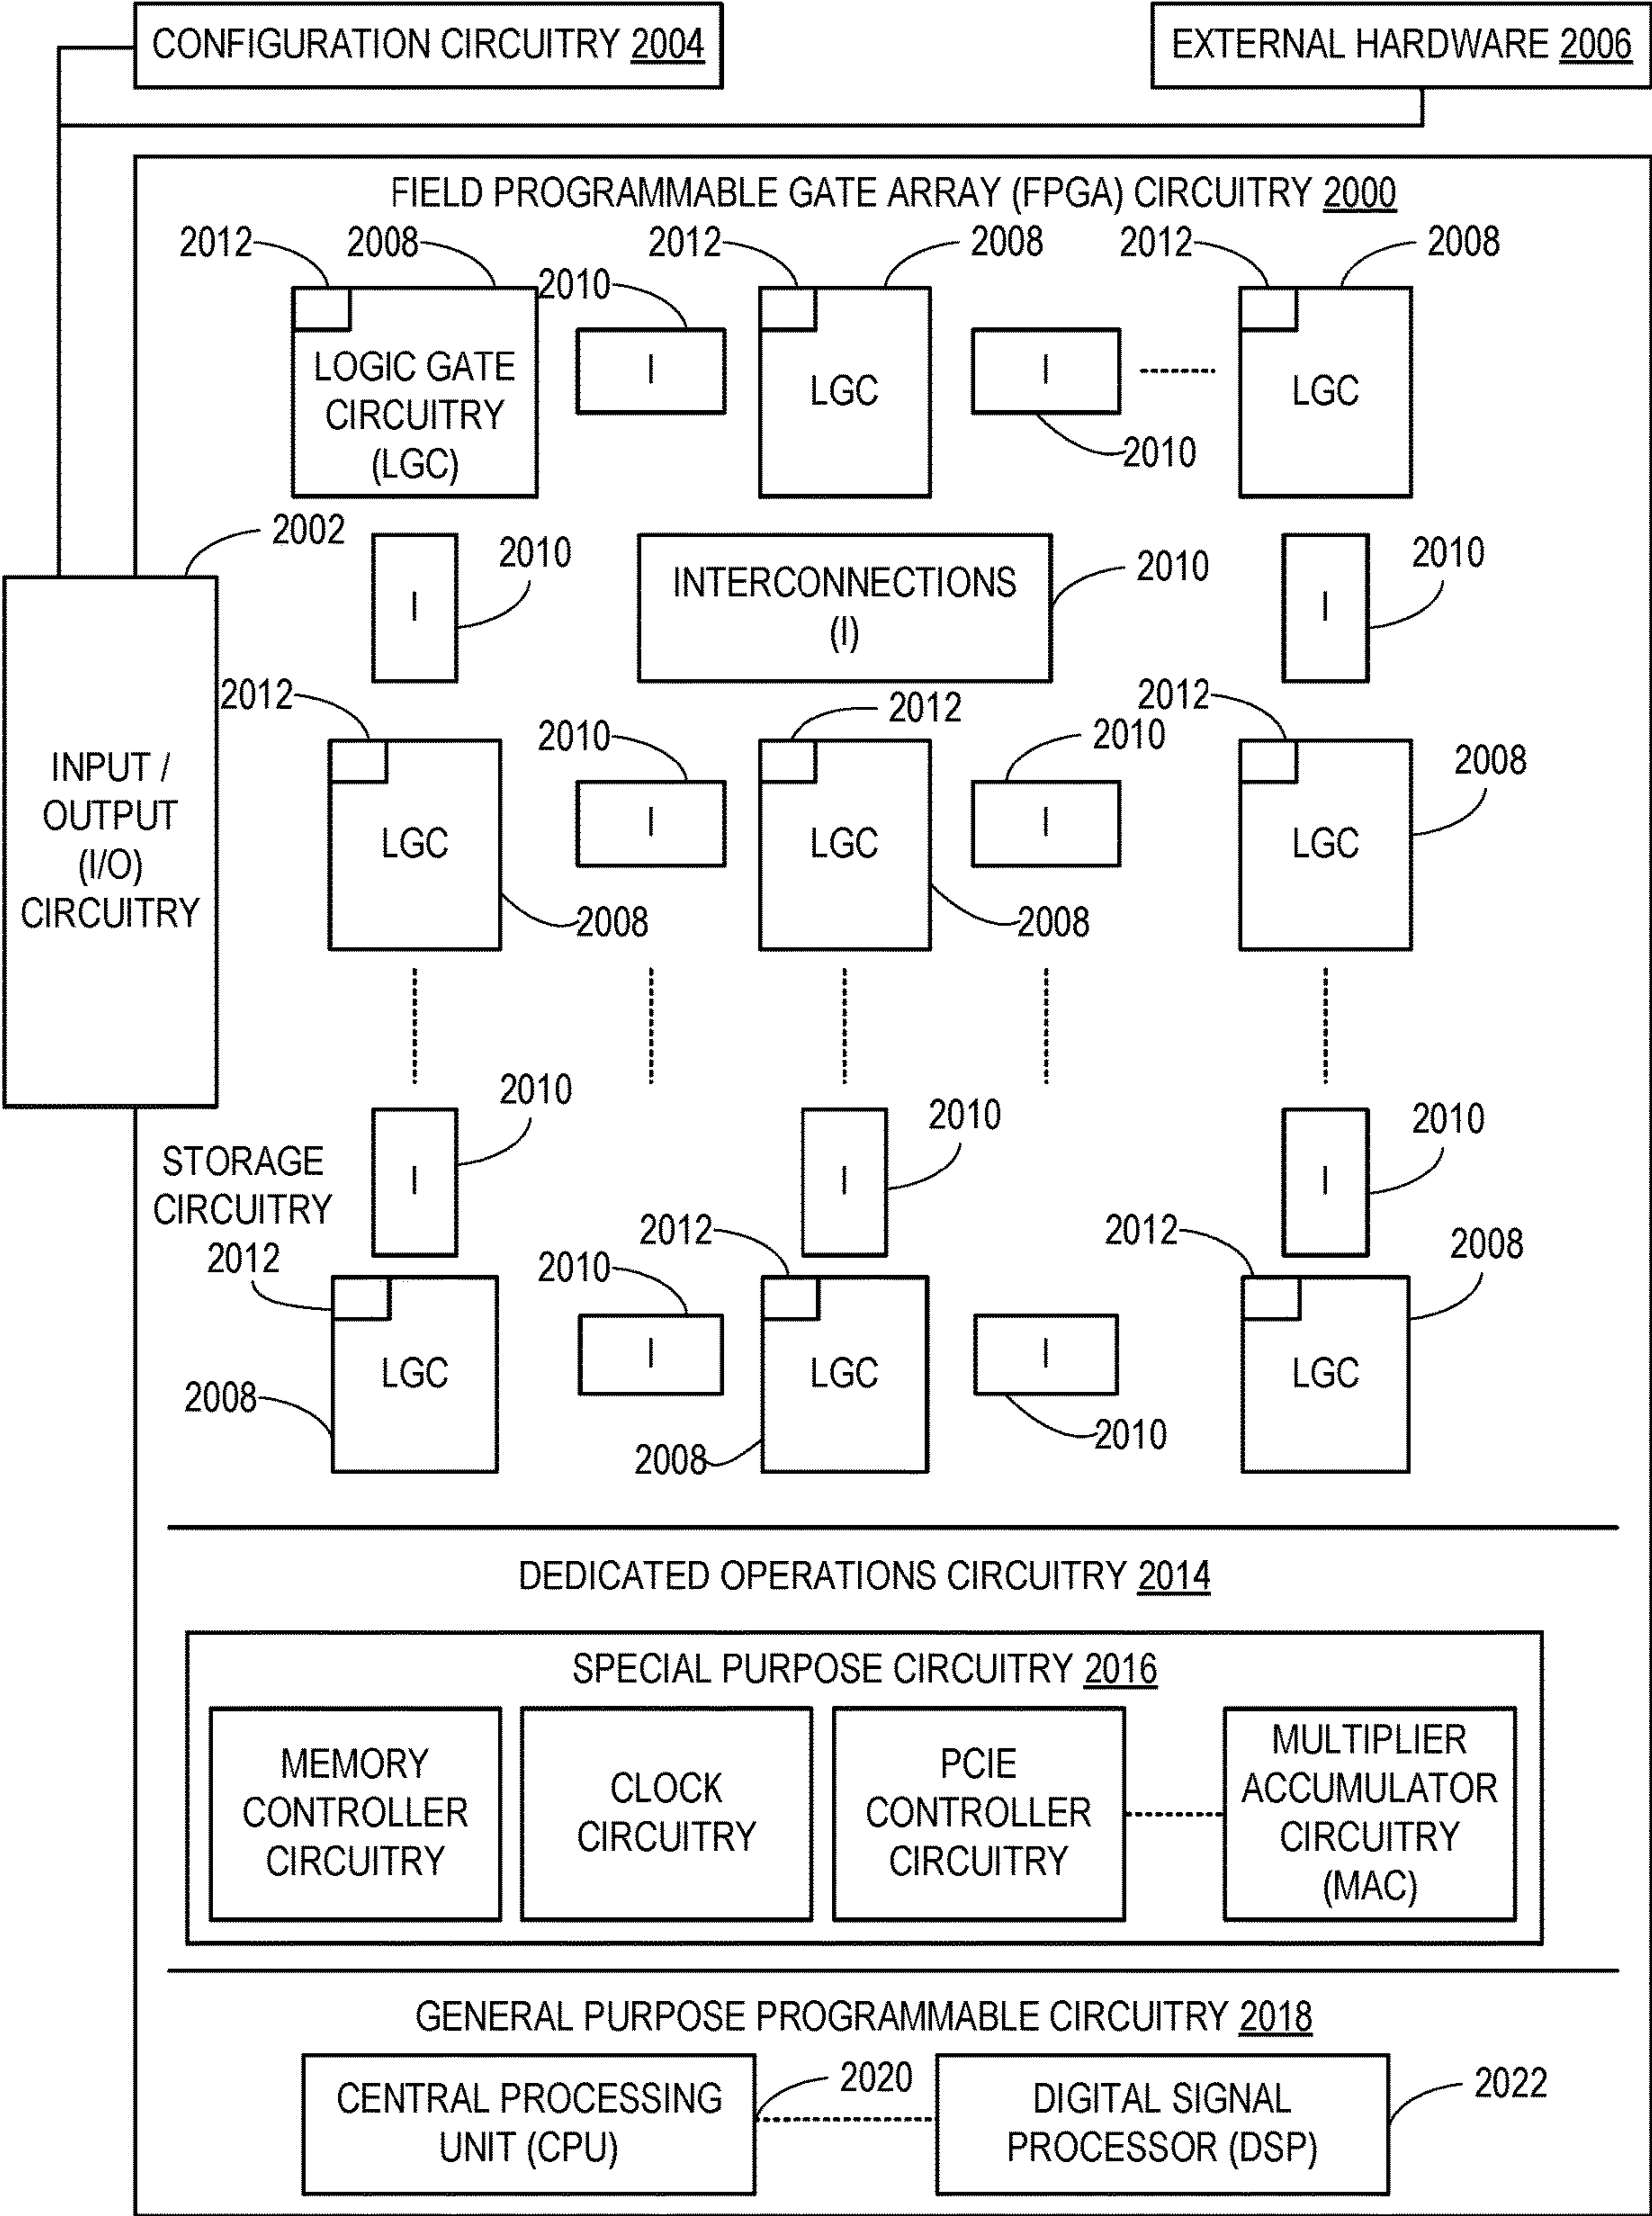 CONFIGURATION CIRCUITRY 2004
EXTERNAL HARDWARE 2006
FIELD PROGRAMMABLE GATE ARRAY (FPGA) CIRCUITRY 2000
2012
2008
2012
2008
2012
2008
2010
LOGIC GATE
CIRCUITRY
(LGC)
I
LGC
I
LGC
2010
2002
2010
I
INTERCONNECTIONS
(I)
2010
I
2010
INPUT /
OUTPUT
(I/O)
CIRCUITRY
2012
2012
2012
2010
2010
2008
LGC
I
LGC
I
LGC
2008
2008
2010
2010
2010
I
I
I
STORAGE
CIRCUITRY
2012
2012
2012
2008
2010
LGC
I
LGC
I
LGC
2008
2008
2010
DEDICATED OPERATIONS CIRCUITRY 2014
SPECIAL PURPOSE CIRCUITRY 2016
MEMORY
CONTROLLER
CIRCUITRY
CLOCK
CIRCUITRY
PCIE
CONTROLLER
CIRCUITRY
MULTIPLIER
ACCUMULATOR
CIRCUITRY
(MAC)
GENERAL PURPOSE PROGRAMMABLE CIRCUITRY 2018
CENTRAL PROCESSING
UNIT (CPU)
2020
DIGITAL SIGNAL
PROCESSOR (DSP)
2022